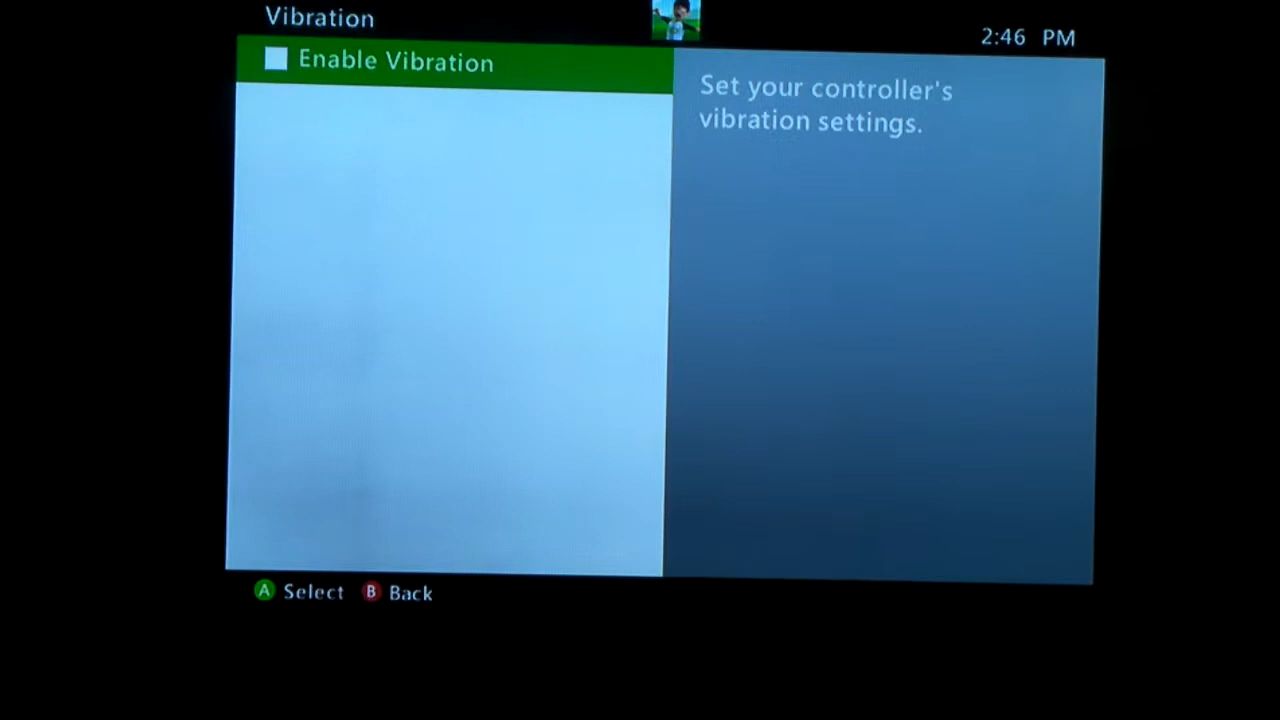 Vibration
2:46 PM
Enable Vibration
Set your controller's
vibration settings.
A Select B Back